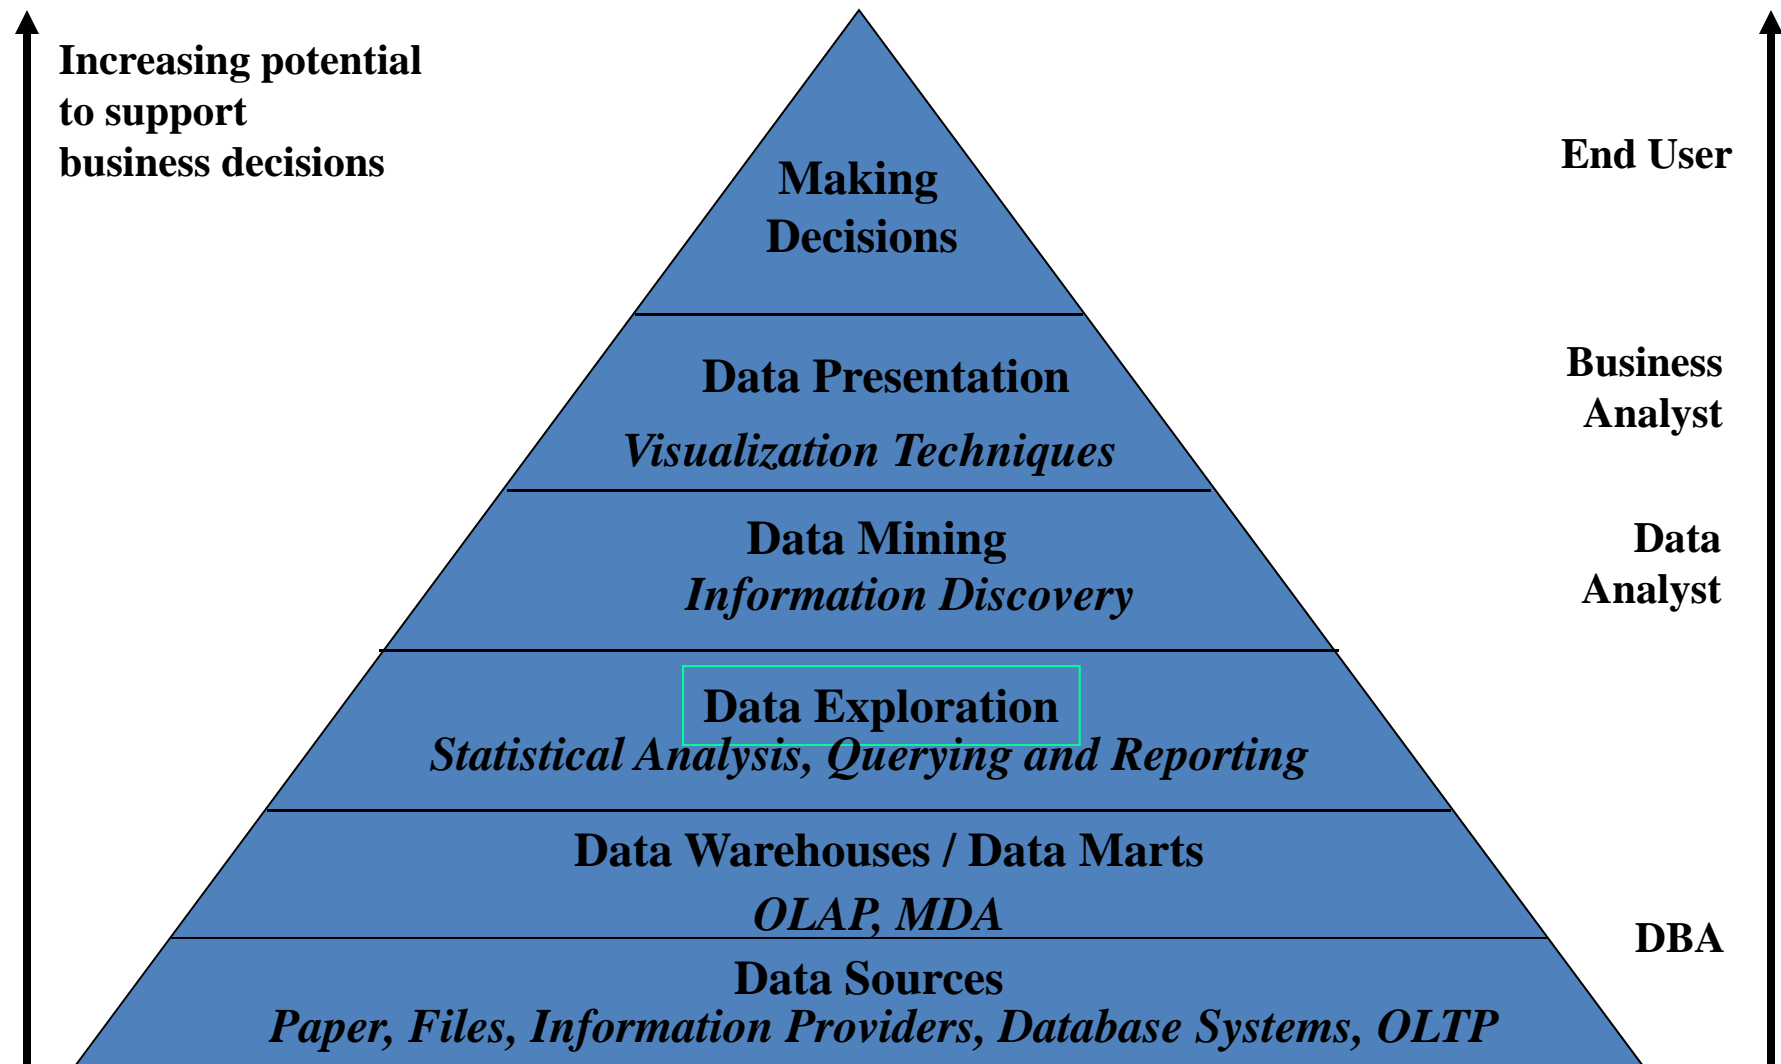 Increasing potential
to support
business decisions
End User
Making
Decisions
Business
Analyst
Data Presentation
Visualization Techniques
Data
Analyst
Data Mining
Information Discovery
Data Exploration
Statistical Analysis, Querying and Reporting
Data Warehouses / Data Marts
OLAP, MDA
DBA
Data Sources
Paper, Files, Information Providers, Database Systems, OLTP